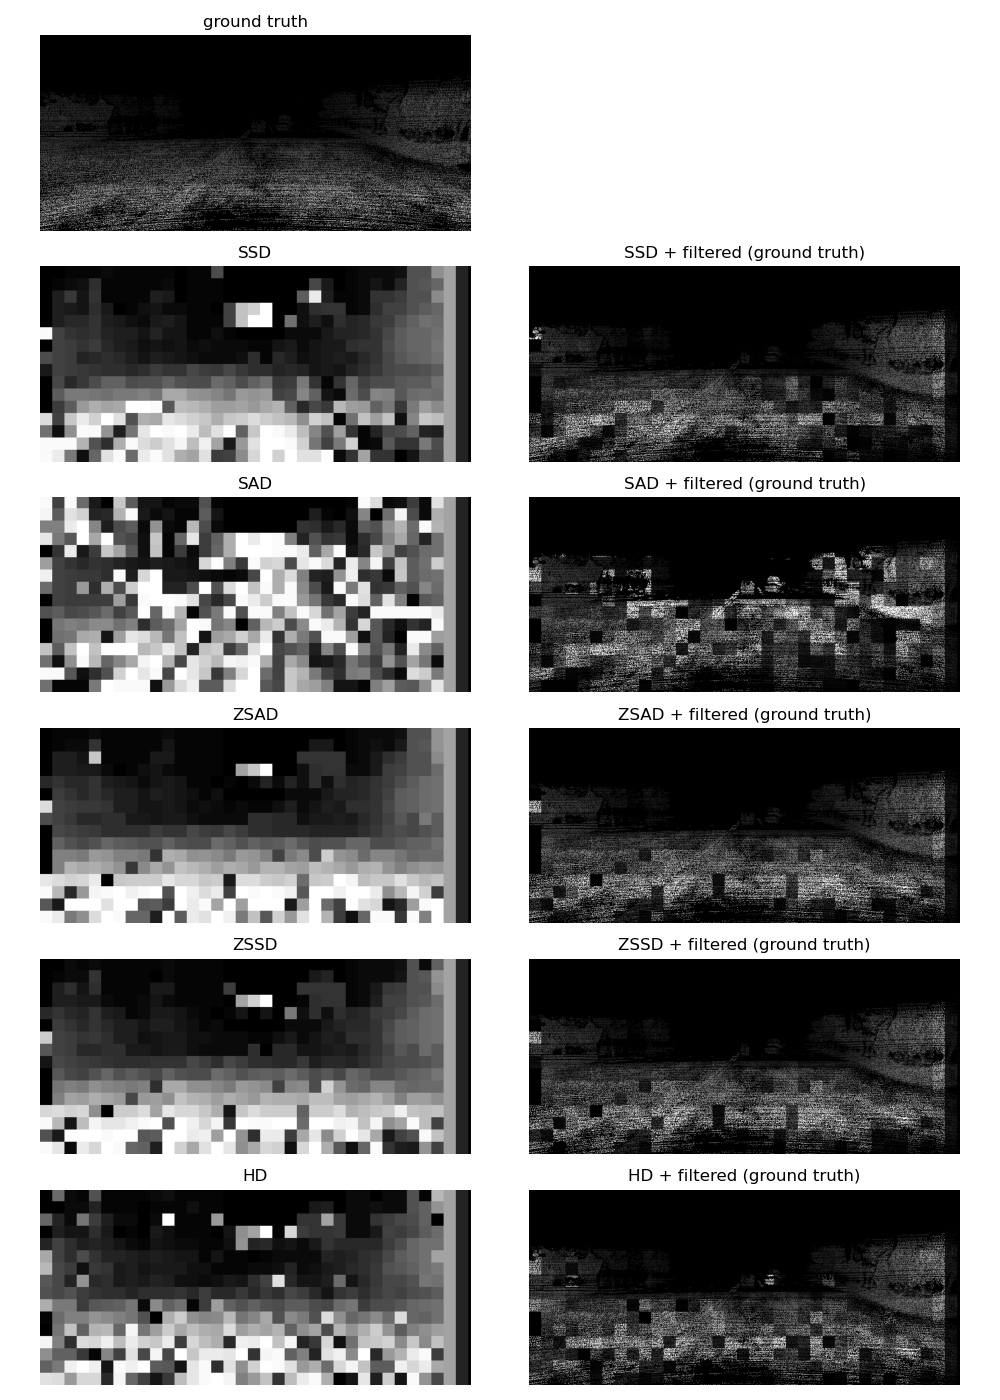 ground truth
SSD
SSD + filtered (ground truth)
SAD
SAD + filtered (ground truth)
ZSAD
ZSAD + filtered (ground truth)
ZSSD
ZSSD + filtered (ground truth)
HD
HD + filtered (ground truth)